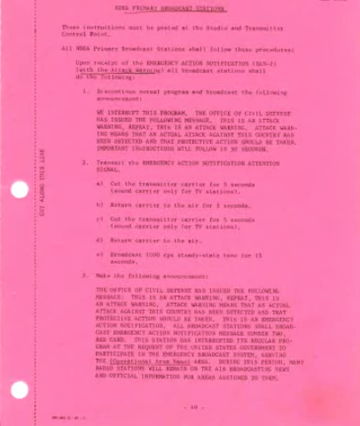 NDEA PRIMARY BROADCAST STATIONS
These instructions must be posted at the Studio and Transmitter
Control Point.
All NDEA Primary Broadcast Stations shall follow these procedures:
Upon receipt of the EMERGENCY ACTION NOTIFICATION
(with the Attack Warning) all broadcast stations shall
do the following:
1. Discontinue normal program and broadcast the following
announcement:
WE INTERRUPT THIS PROGRAM. THE OFFICE OF CIVIL DEFENSE
HAS ISSUED THE FOLLOWING MESSAGE. THIS IS AN ATTACK
WARNING, REPEAT, THIS IS AN ATTACK WARNING. ATTACK WARN-
ING MEANS THAT AN ACTUAL ATTACK AGAINST THIS COUNTRY HAS
BEEN DETECTED AND THAT PROTECTIVE ACTION SHOULD BE TAKEN.
IMPORTANT INSTRUCTIONS WILL FOLLOW IN 30 SECONDS.
2. Transmit the EMERGENCY ACTION NOTIFICATION ATTENTION
SIGNAL.
a) Cut the transmitter carrier for 5 seconds
(sound carrier only for TV stations).
b) Return carrier to the air for 5 seconds.
c) Cut the transmitter carrier for 5 seconds
(sound carrier only for TV stations).
d) Return carrier to the air.
e) Broadcast 1000 cps steady-state tone for 15
seconds.
3. Make the following announcement:
THE OFFICE OF CIVIL DEFENSE HAS ISSUED THE FOLLOWING
MESSAGE: THIS IS AN ATTACK WARNING, REPEAT, THIS IS
AN ATTACK WARNING. ATTACK WARNING MEANS THAT AN ACTUAL
ATTACK AGAINST THIS COUNTRY HAS BEEN DETECTED AND THAT
PROTECTIVE ACTION SHOULD BE TAKEN. THIS IS AN EMERGENCY
ACTION NOTIFICATION. ALL BROADCAST STATIONS SHALL BROAD-
CAST EMERGENCY ACTION NOTIFICATION MESSAGE NUMBER TWO,
RED CARD. THIS STATION HAS INTERRUPTED ITS REGULAR PRO-
GRAM AT THE REQUEST OF THE UNITED STATES GOVERNMENT TO
PARTICIPATE IN THE EMERGENCY BROADCAST SYSTEM, SERVING
THE (Operational Area Name) AREA. DURING THIS PERIOD, MANY
RADIO STATIONS WILL REMAIN ON THE AIR BROADCASTING NEWS
AND OFFICIAL INFORMATION FOR AREAS ASSIGNED TO THEM.
CUT ALONG THIS LINE